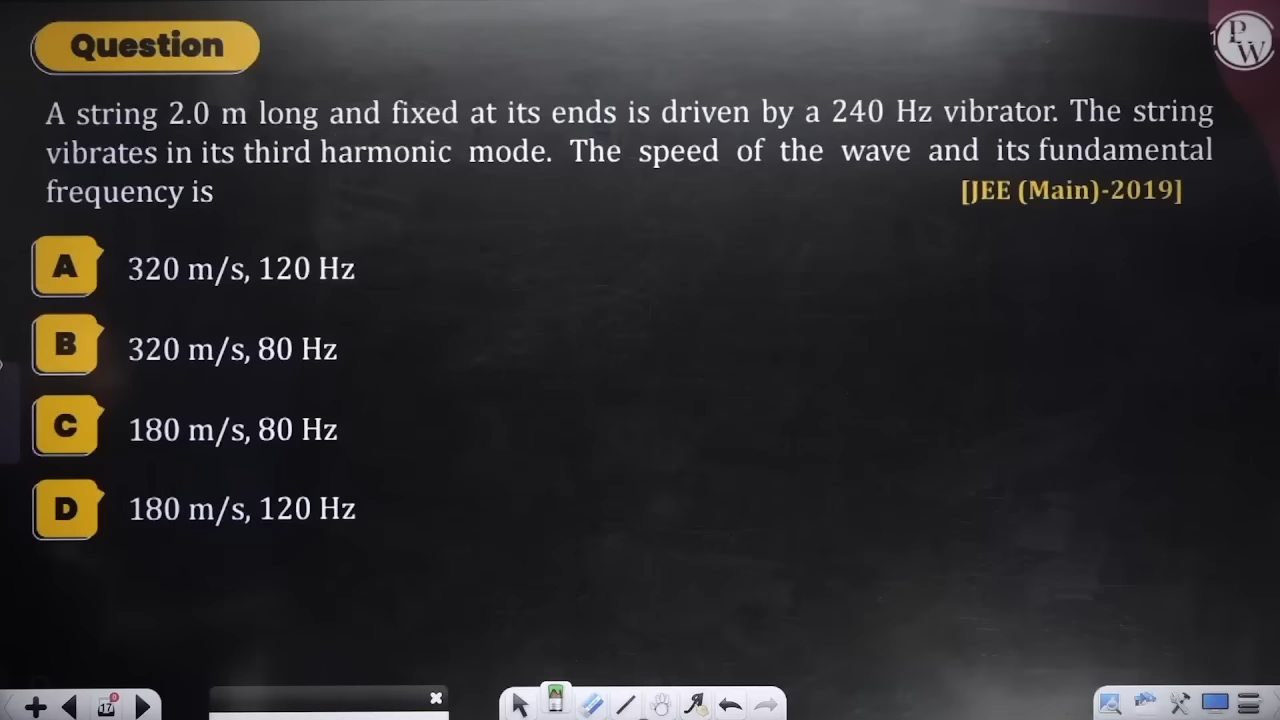 Question
PW
A string 2.0 m long and fixed at its ends is driven by a 240 Hz vibrator. The string
vibrates in its third harmonic mode. The speed of the wave and its fundamental
frequency is
[JEE (Main)-2019]
A 320 m/s, 120 Hz
B 320 m/s, 80 Hz
C 180 m/s, 80 Hz
D 180 m/s, 120 Hz
17